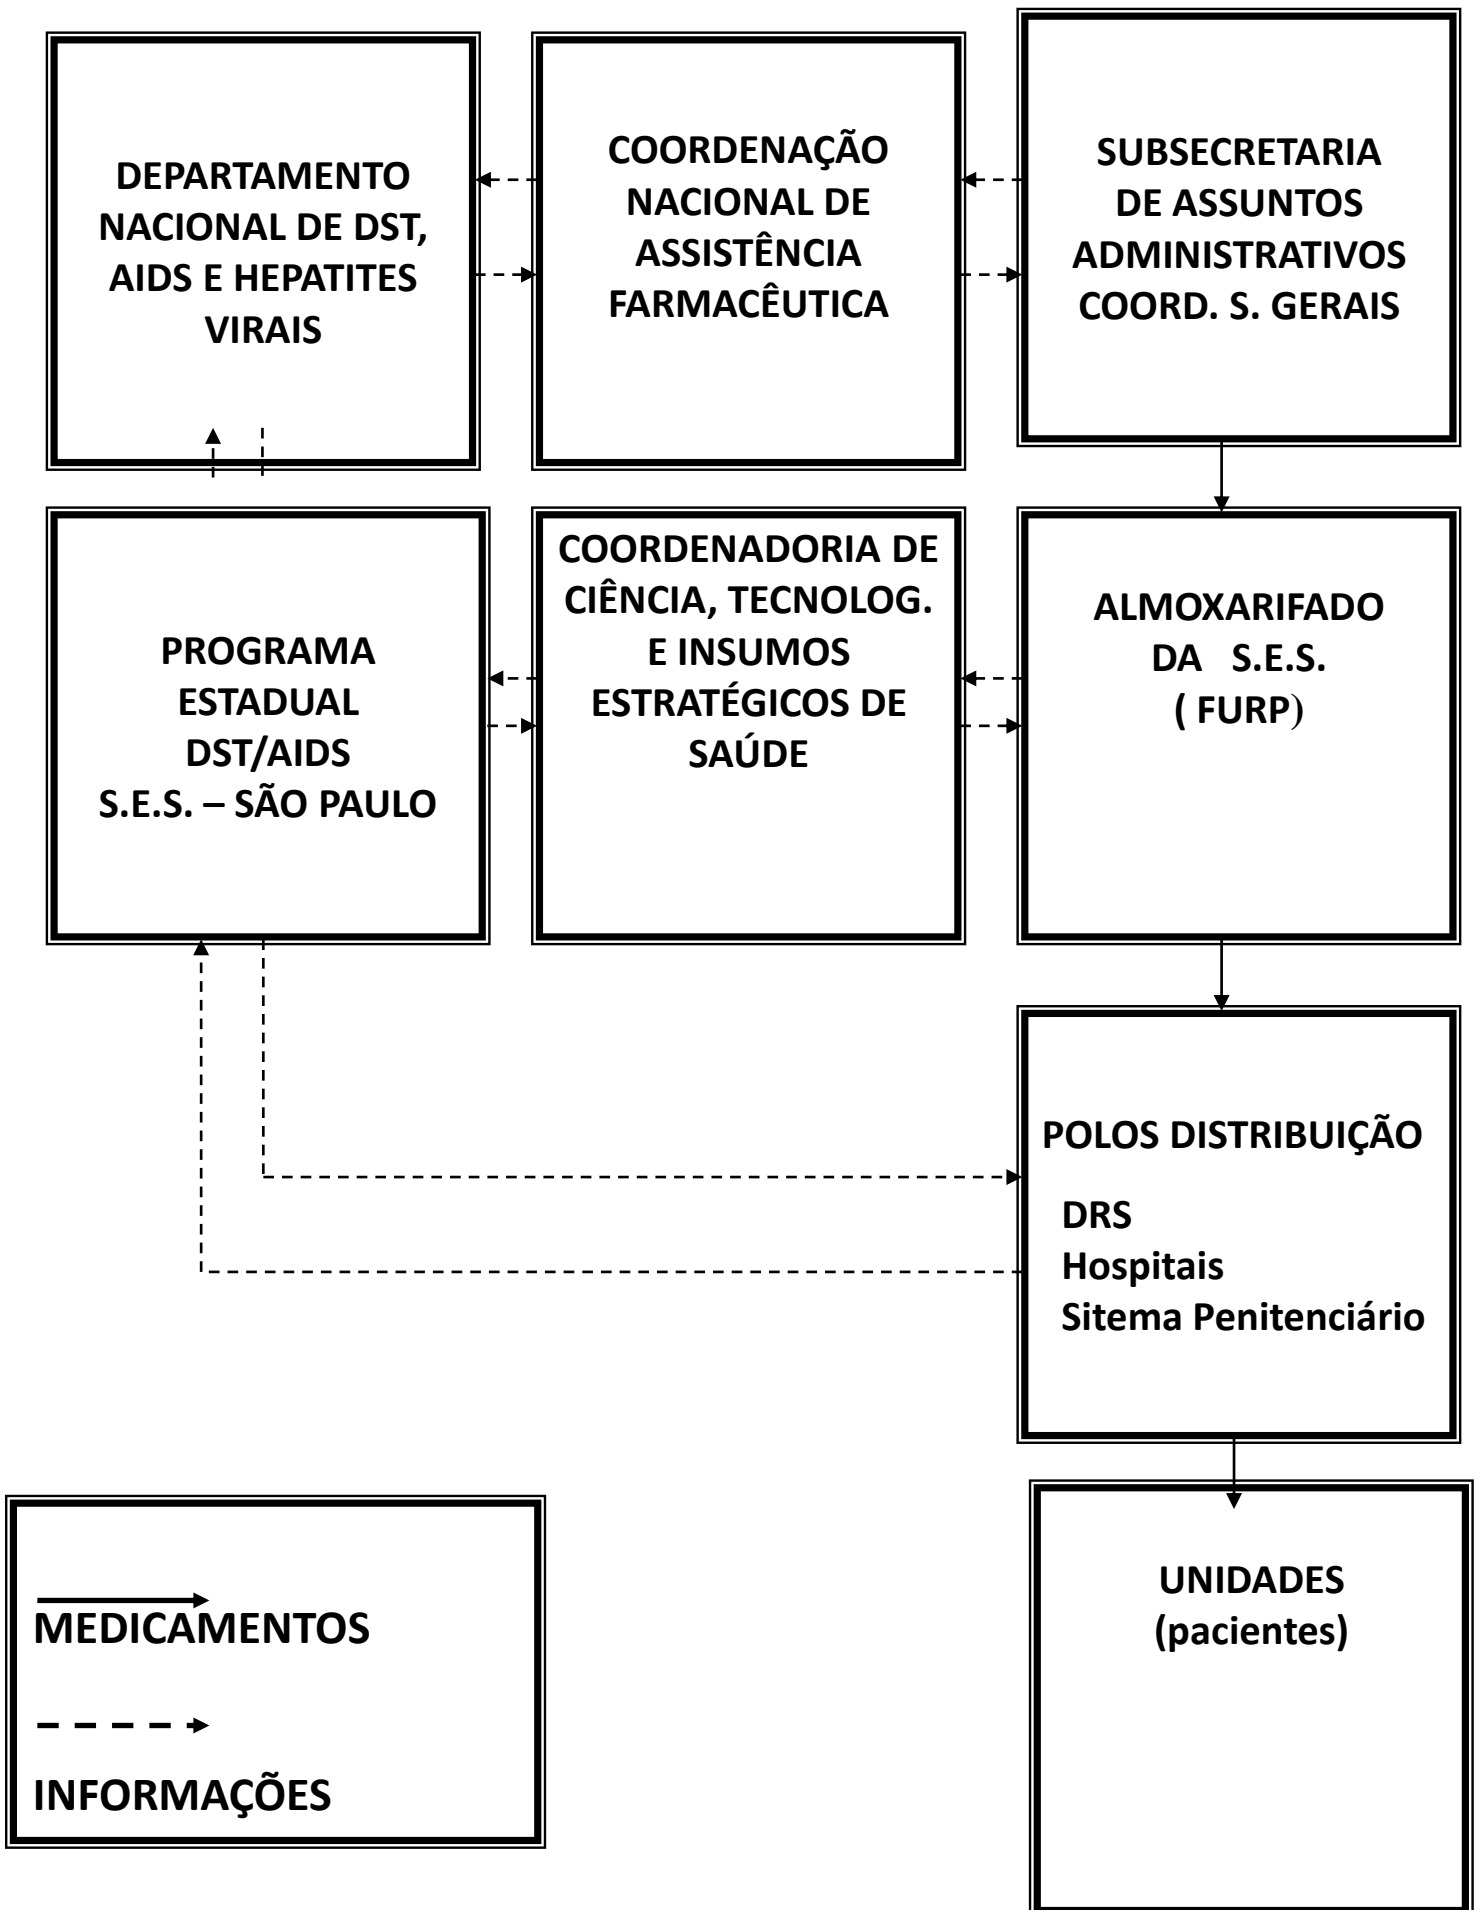 DEPARTAMENTO
NACIONAL DE DST,
AIDS E HEPATITES
VIRAIS
COORDENAÇÃO
NACIONAL DE
ASSISTÊNCIA
FARMACÊUTICA
SUBSECRETARIA
DE ASSUNTOS
ADMINISTRATIVOS
COORD. S. GERAIS
PROGRAMA
ESTADUAL
DST/AIDS
S.E.S. – SÃO PAULO
COORDENADORIA DE
CIÊNCIA, TECNOLOG.
E INSUMOS
ESTRATÉGICOS DE
SAÚDE
ALMOXARIFADO
DA S.E.S.
( FURP)
POLOS DISTRIBUIÇÃO
DRS
Hospitais
Sitema Penitenciário
MEDICAMENTOS
INFORMAÇÕES
UNIDADES
(pacientes)